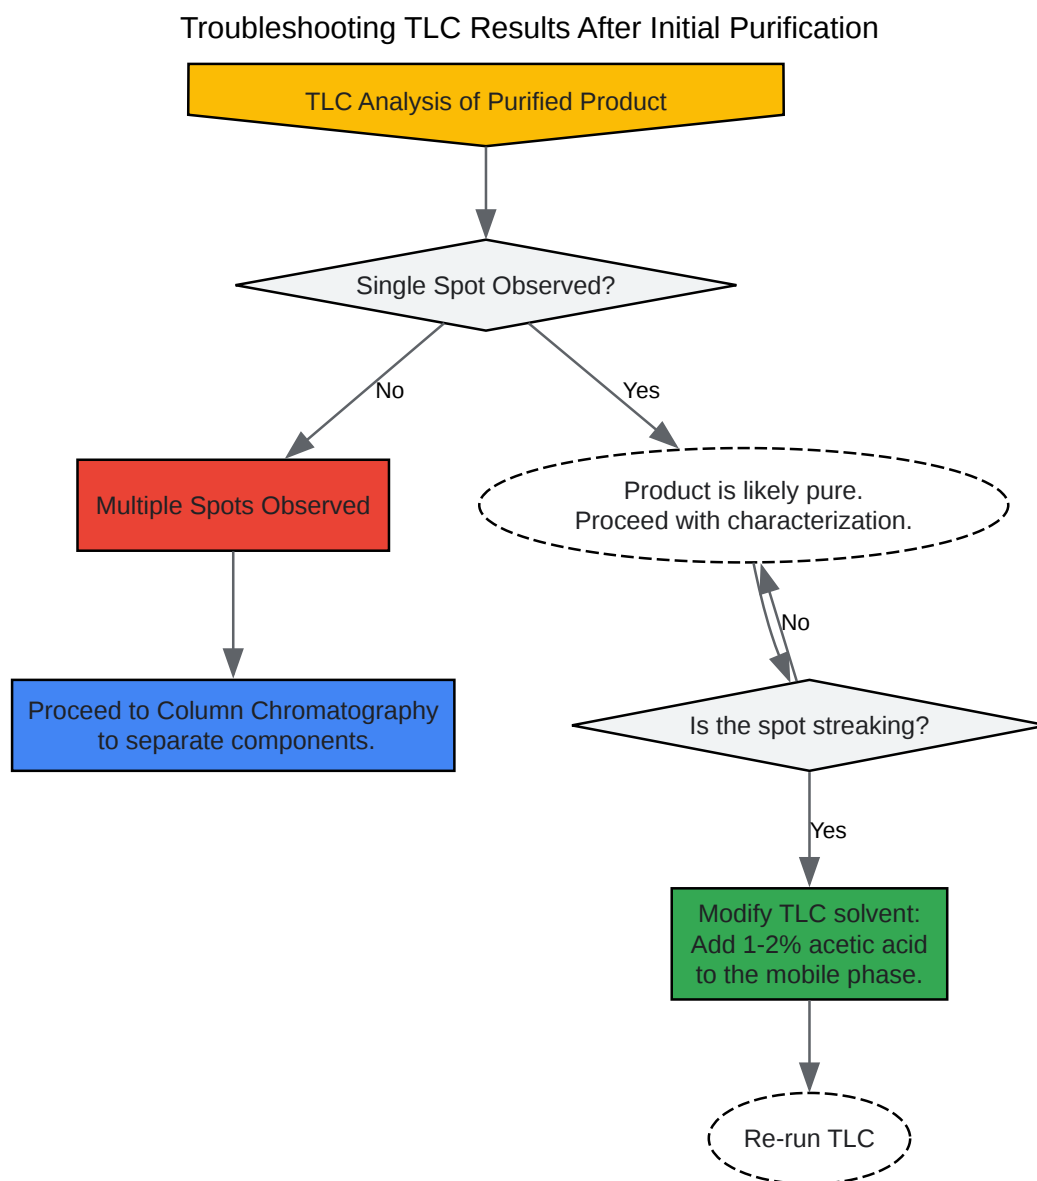 Troubleshooting TLC Results After Initial Purification
TLC Analysis of Purified Product
Single Spot Observed?
No
Yes
Multiple Spots Observed
Product is likely pure.
Proceed with characterization.
No
Proceed to Column Chromatography
to separate components.
Is the spot streaking?
Yes
Modify TLC solvent:
Add 1-2% acetic acid
to the mobile phase.
Re-run TLC